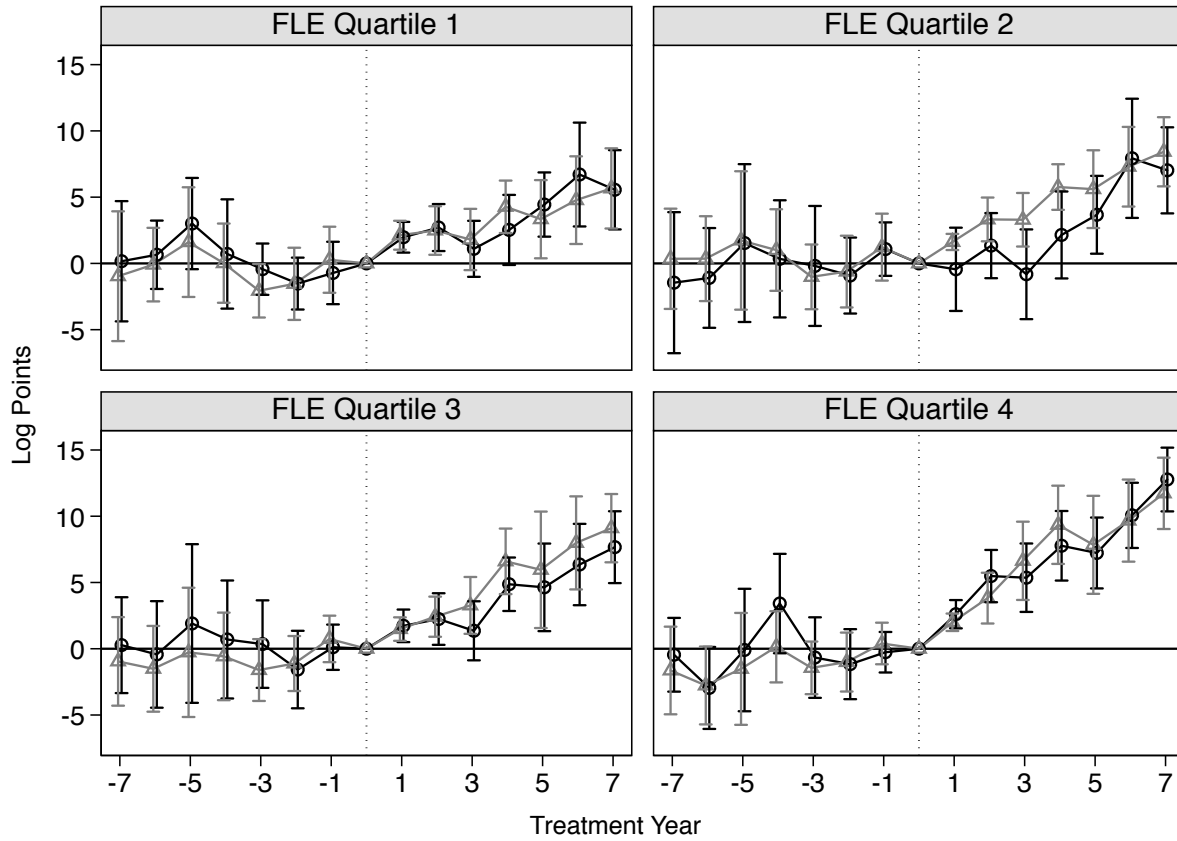 FLE Quartile 1
FLE Quartile 2
15
10
5
0
-5
FLE Quartile 3
FLE Quartile 4
15
10
5
0
-5
Log Points
-7 -5 -3 -1 1 3 5 7
-7 -5 -3 -1 1 3 5 7
Treatment Year